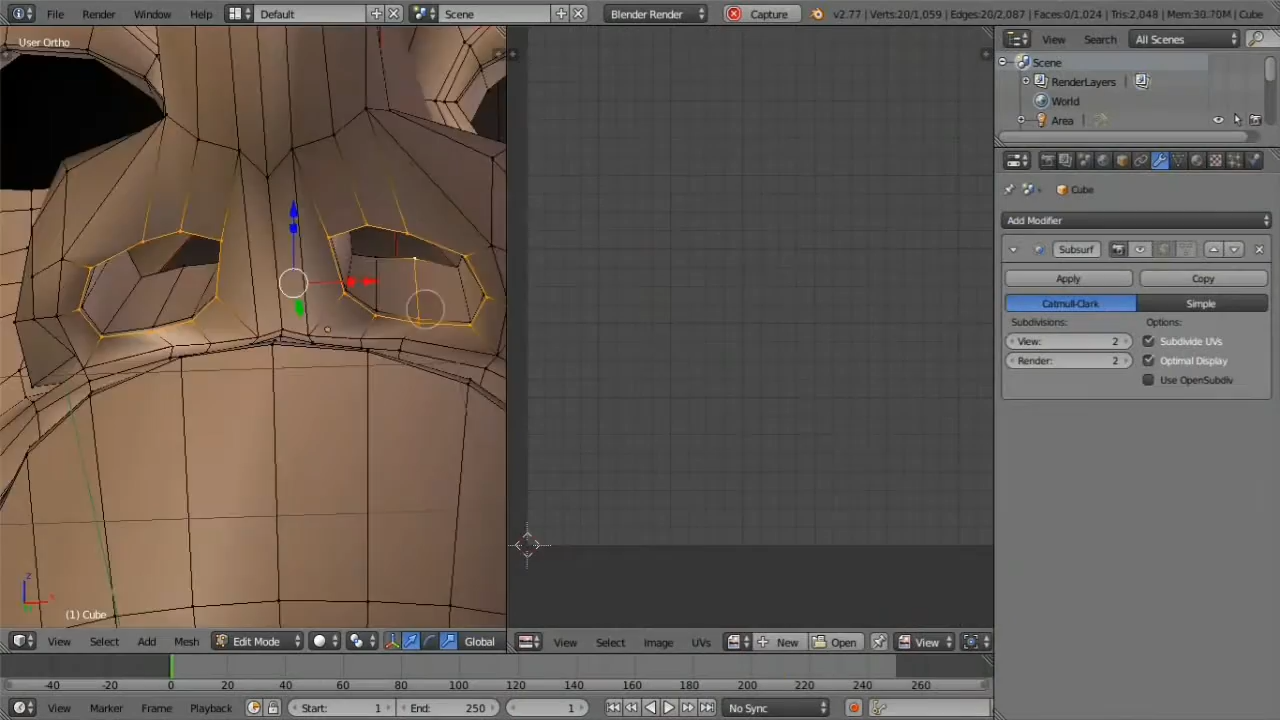 File Render Window Help Default Scene Blender Render Capture v2.77 | Verts:20/1,059 | Edges:20/2,087 | Faces:0/1,024 | Tris:2,048 | Mem:30.70M | Cube
User Ortho
View Search All Scenes
Scene
RenderLayers
World
Area
Cube
Add Modifier
Subsurf
Apply Copy
Catmull-Clark Simple
Subdivisions: Options:
View: 2 Subdivide UVs
Render: 2 Optimal Display
Use OpenSubdiv
z
x
(1) Cube
View Select Add Mesh Edit Mode Global View Select Image UVs New Open View
-40 -20 0 20 40 60 80 100 120 140 160 180 200 220 240 260
View Marker Frame Playback Start: 1 End: 250 1 No Sync